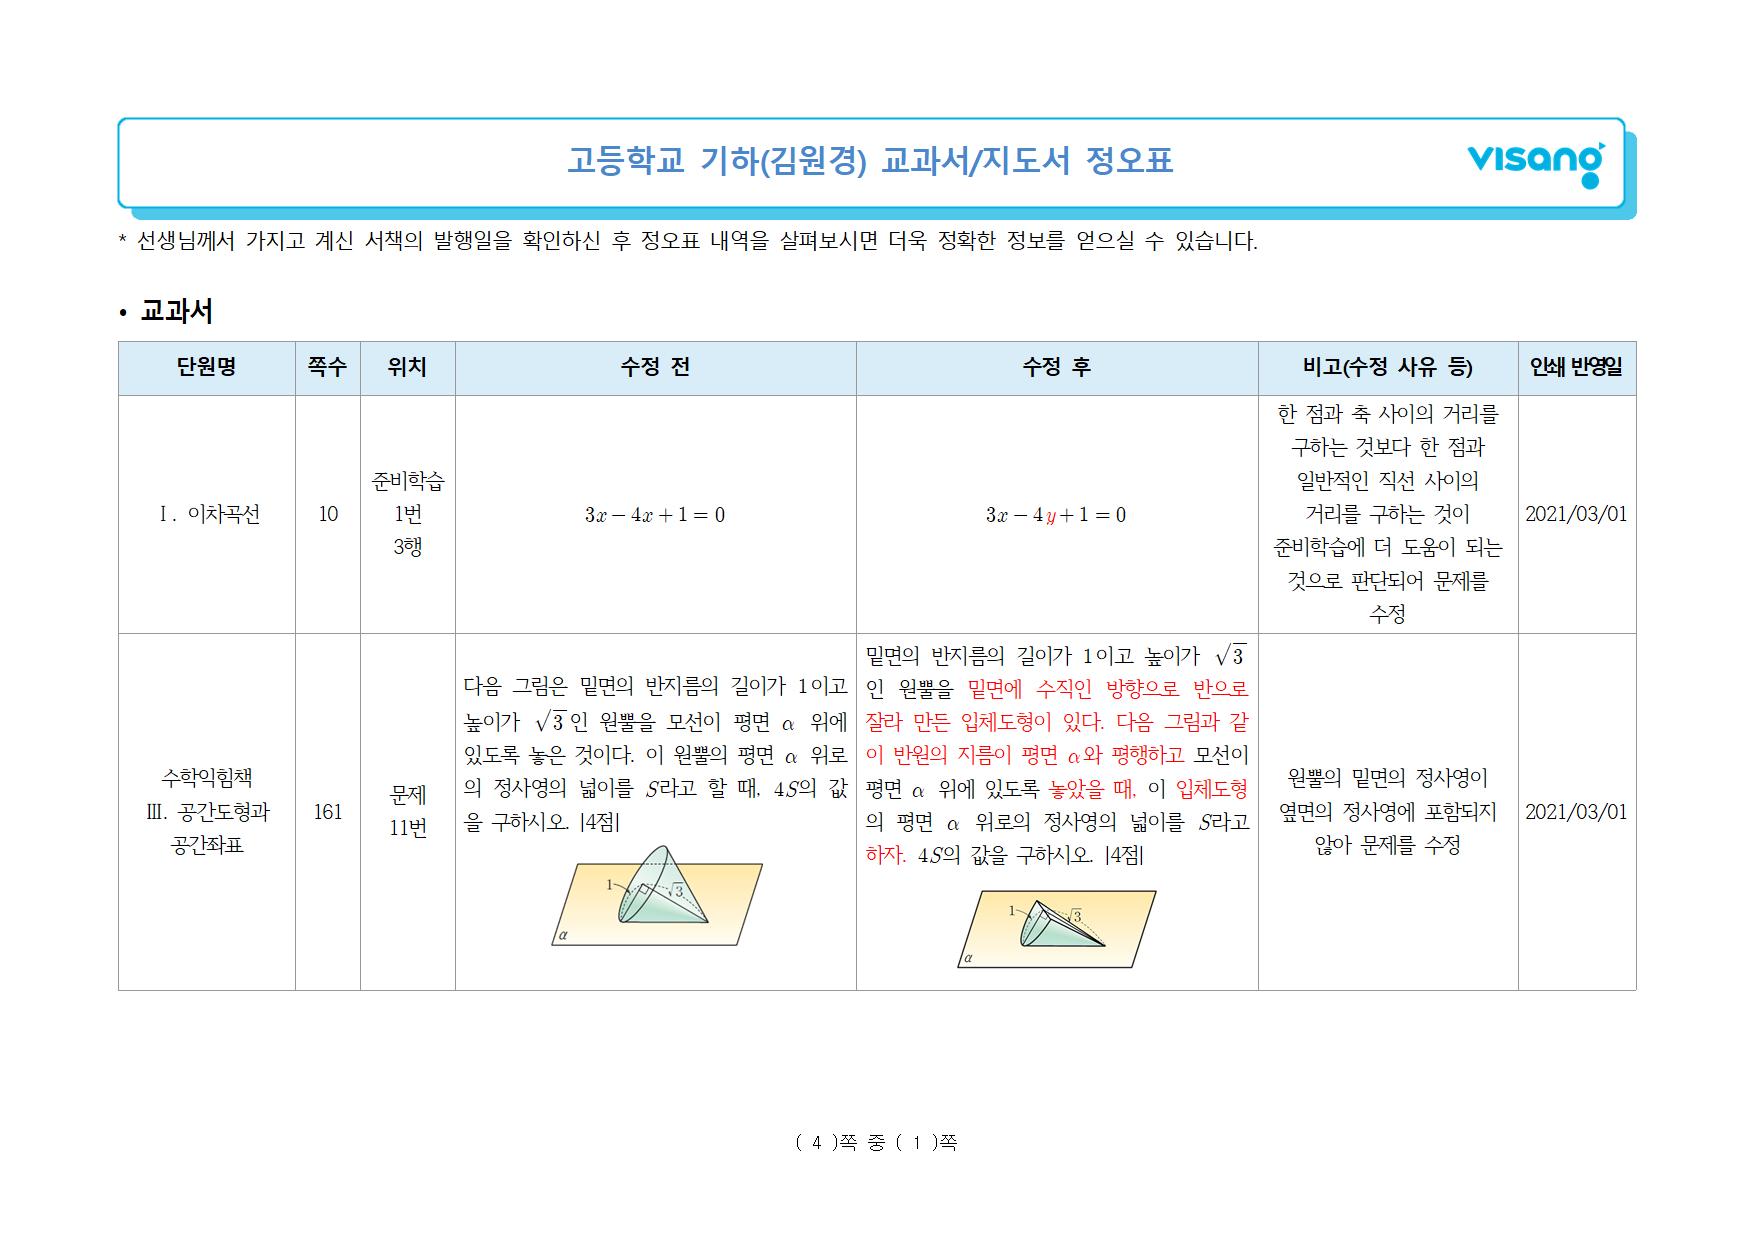 고등학교 기하(김원경) 교과서/지도서 정오표
visang
* 선생님께서 가지고 계신 서책의 발행일을 확인하신 후 정오표 내역을 살펴보시면 더욱 정확한 정보를 얻으실 수 있습니다.
• 교과서
단원명 쪽수 위치 수정 전 수정 후 비고(수정 사유 등) 인쇄 반영일
Ⅰ. 이차곡선
10
준비학습
1번
3행
3x－4x＋1＝0
3x－4y＋1＝0
한 점과 축 사이의 거리를
구하는 것보다 한 점과
일반적인 직선 사이의
거리를 구하는 것이
준비학습에 더 도움이 되는
것으로 판단되어 문제를
수정
2021/03/01
수학익힘책
Ⅲ. 공간도형과
공간좌표
161
문제
11번
다음 그림은 밑면의 반지름의 길이가 1이고
높이가 √3인 원뿔을 모선이 평면 α 위에
있도록 놓은 것이다. 이 원뿔의 평면 α 위로
의 정사영의 넓이를 S라고 할 때, 4S의 값
을 구하시오. |4점|
1
√3
α
밑면의 반지름의 길이가 1이고 높이가 √3
인 원뿔을 밑면에 수직인 방향으로 반으로
잘라 만든 입체도형이 있다. 다음 그림과 같
이 반원의 지름이 평면 α와 평행하고 모선이
평면 α 위에 있도록 놓았을 때, 이 입체도형
의 평면 α 위로의 정사영의 넓이를 S라고
하자. 4S의 값을 구하시오. |4점|
1
√3
α
원뿔의 밑면의 정사영이
옆면의 정사영에 포함되지
않아 문제를 수정
2021/03/01
( 4 )쪽 중 ( 1 )쪽